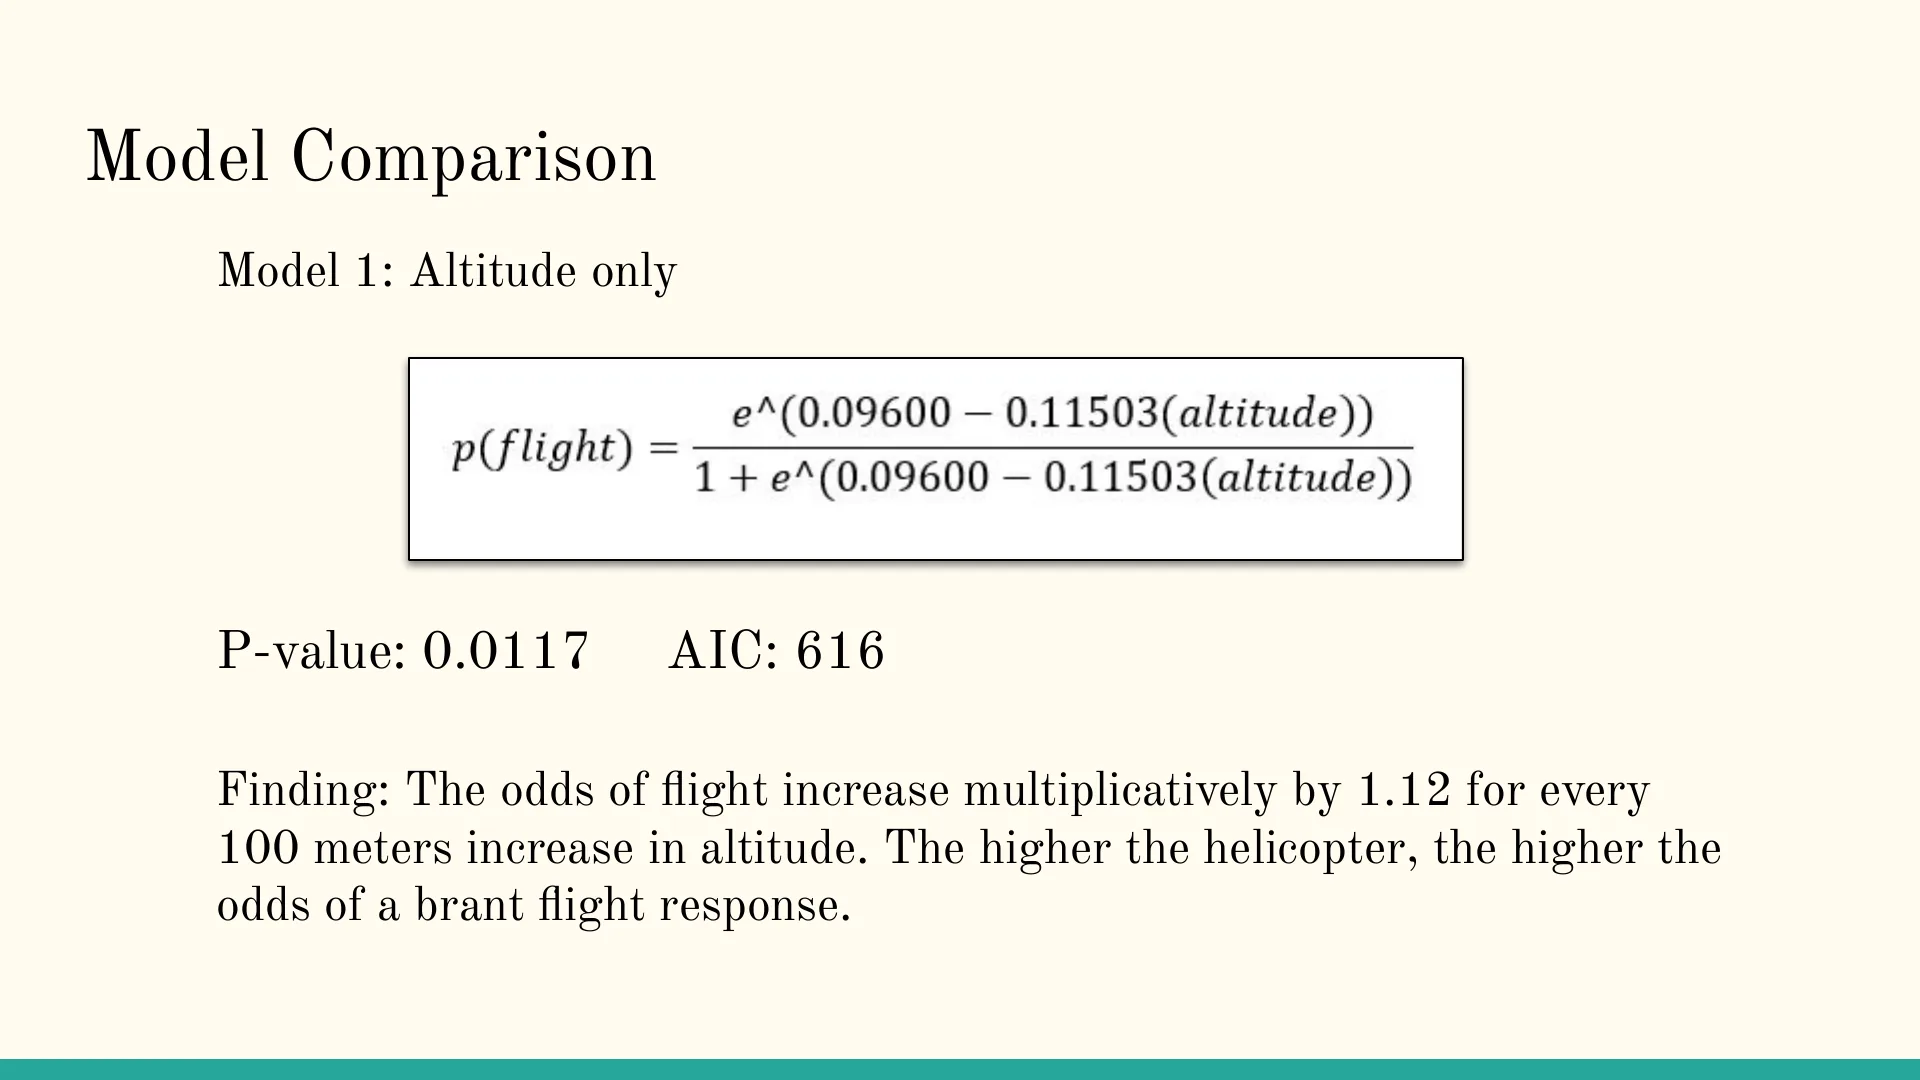 Model Comparison
Model 1: Altitude only
p(flight) = e^(0.09600 − 0.11503(altitude))
1 + e^(0.09600 − 0.11503(altitude))
P-value: 0.0117 AIC: 616
Finding: The odds of flight increase multiplicatively by 1.12 for every
100 meters increase in altitude. The higher the helicopter, the higher the
odds of a brant flight response.